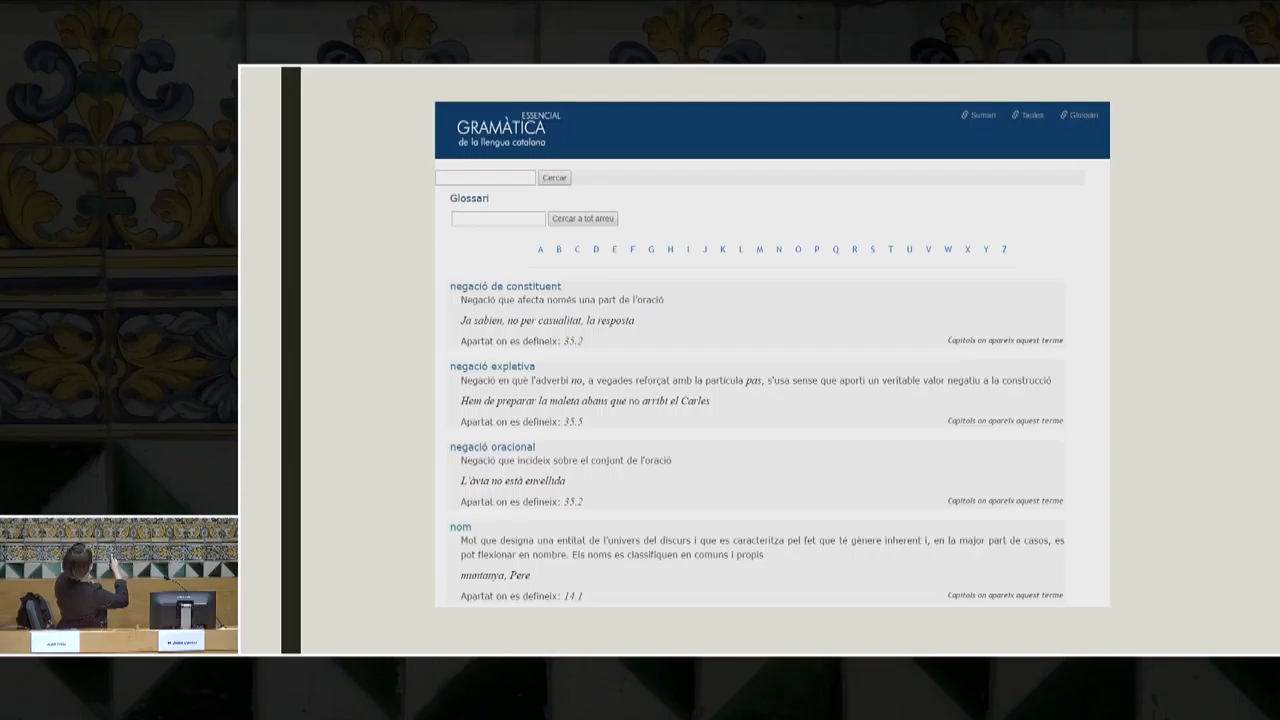 ESSENCIAL
GRAMÀTICA
de la llengua catalana
Sumari Taules Glossari
Cercar
Glossari
Cercar a tot arreu
A B C D E F G H I J K L M N O P Q R S T U V W X Y Z
negació de constituent
Negació que afecta només una part de l'oració
Ja sabien, no per casualitat, la resposta
Apartat on es defineix: 35.2 Capítols on apareix aquest terme
negació expletiva
Negació en què l'adverbi no, a vegades reforçat amb la partícula pas, s'usa sense que aporti un veritable valor negatiu a la construcció
Hem de preparar la maleta abans que no arribi el Carles
Apartat on es defineix: 35.5 Capítols on apareix aquest terme
negació oracional
Negació que incideix sobre el conjunt de l'oració
L'àvia no està envellida
Apartat on es defineix: 35.2 Capítols on apareix aquest terme
nom
Mot que designa una entitat de l'univers del discurs i que es caracteritza pel fet que té gènere inherent i, en la major part de casos, es
pot flexionar en nombre. Els noms es classifiquen en comuns i propis
muntanya, Pere
Apartat on es defineix: 14.1 Capítols on apareix aquest terme